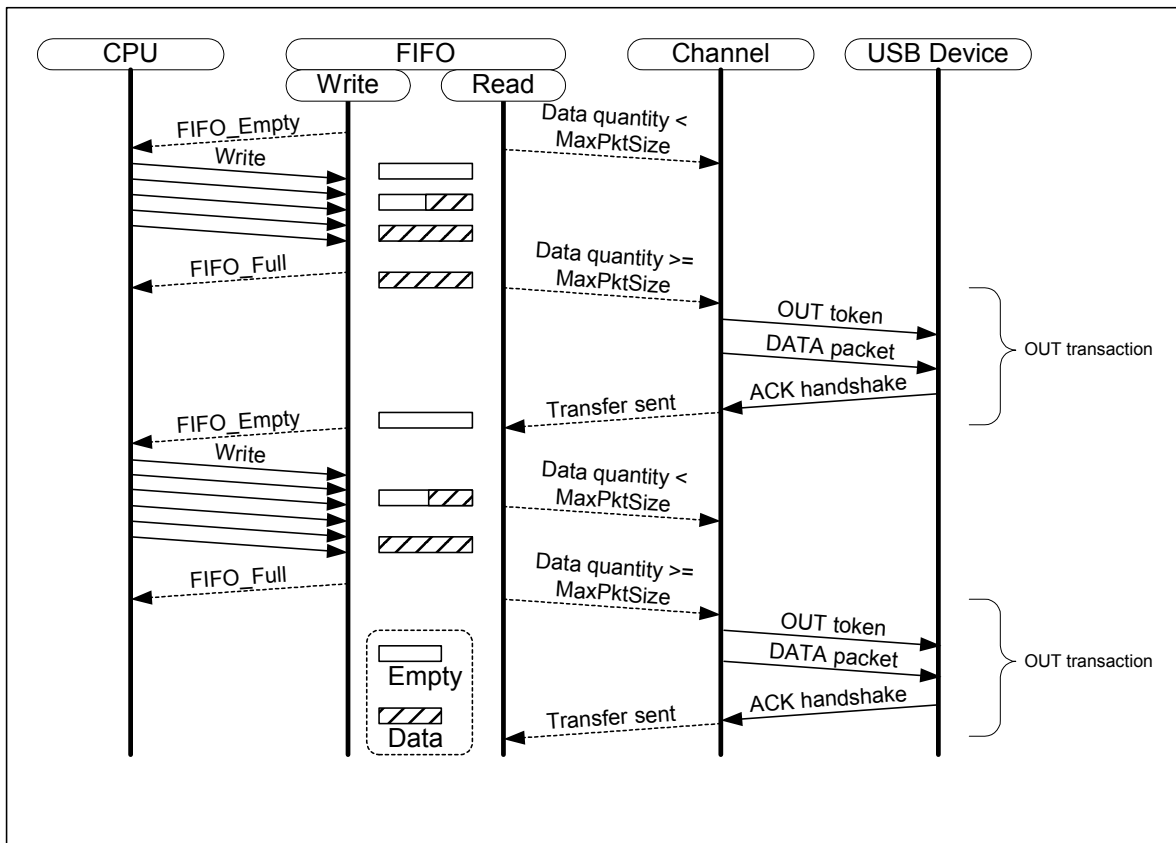 CPU
FIFO
Channel
USB Device
Write
Read
FIFO_Empty
Data quantity <
MaxPktSize
Write
FIFO_Full
Data quantity >=
MaxPktSize
OUT token
DATA packet
OUT transaction
ACK handshake
Transfer sent
FIFO_Empty
Write
Data quantity <
MaxPktSize
FIFO_Full
Data quantity >=
MaxPktSize
OUT token
DATA packet
OUT transaction
Empty
ACK handshake
Transfer sent
Data